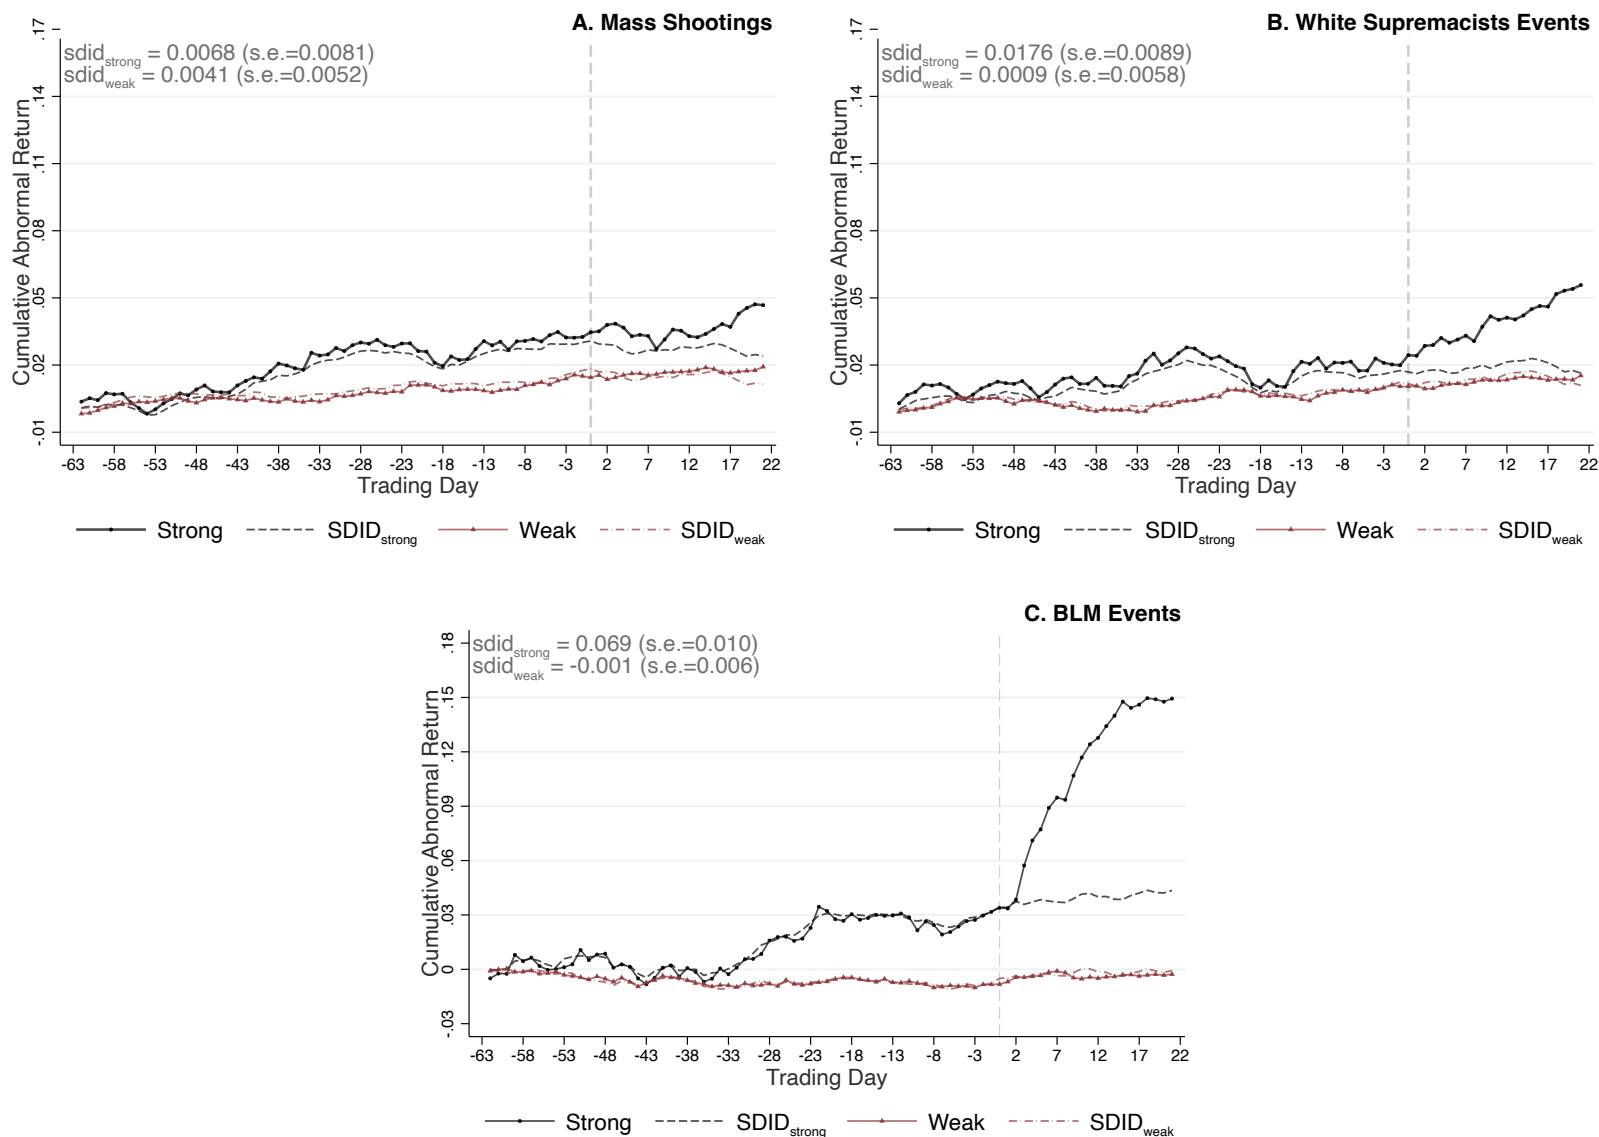 A. Mass Shootings
sdid_strong = 0.0068 (s.e.=0.0081)
sdid_weak = 0.0041 (s.e.=0.0052)
Cumulative Abnormal Return
.17
.14
.11
.08
.05
.02
-.01
-63 -58 -53 -48 -43 -38 -33 -28 -23 -18 -13 -8 -3 2 7 12 17 22
Trading Day
Strong SDID_strong Weak SDID_weak
B. White Supremacists Events
sdid_strong = 0.0176 (s.e.=0.0089)
sdid_weak = 0.0009 (s.e.=0.0058)
Cumulative Abnormal Return
.17
.14
.11
.08
.05
.02
-.01
-63 -58 -53 -48 -43 -38 -33 -28 -23 -18 -13 -8 -3 2 7 12 17 22
Trading Day
Strong SDID_strong Weak SDID_weak
C. BLM Events
sdid_strong = 0.069 (s.e.=0.010)
sdid_weak = -0.001 (s.e.=0.006)
Cumulative Abnormal Return
.18
.15
.12
.09
.06
.03
0
-.03
-63 -58 -53 -48 -43 -38 -33 -28 -23 -18 -13 -8 -3 2 7 12 17 22
Trading Day
Strong SDID_strong Weak SDID_weak